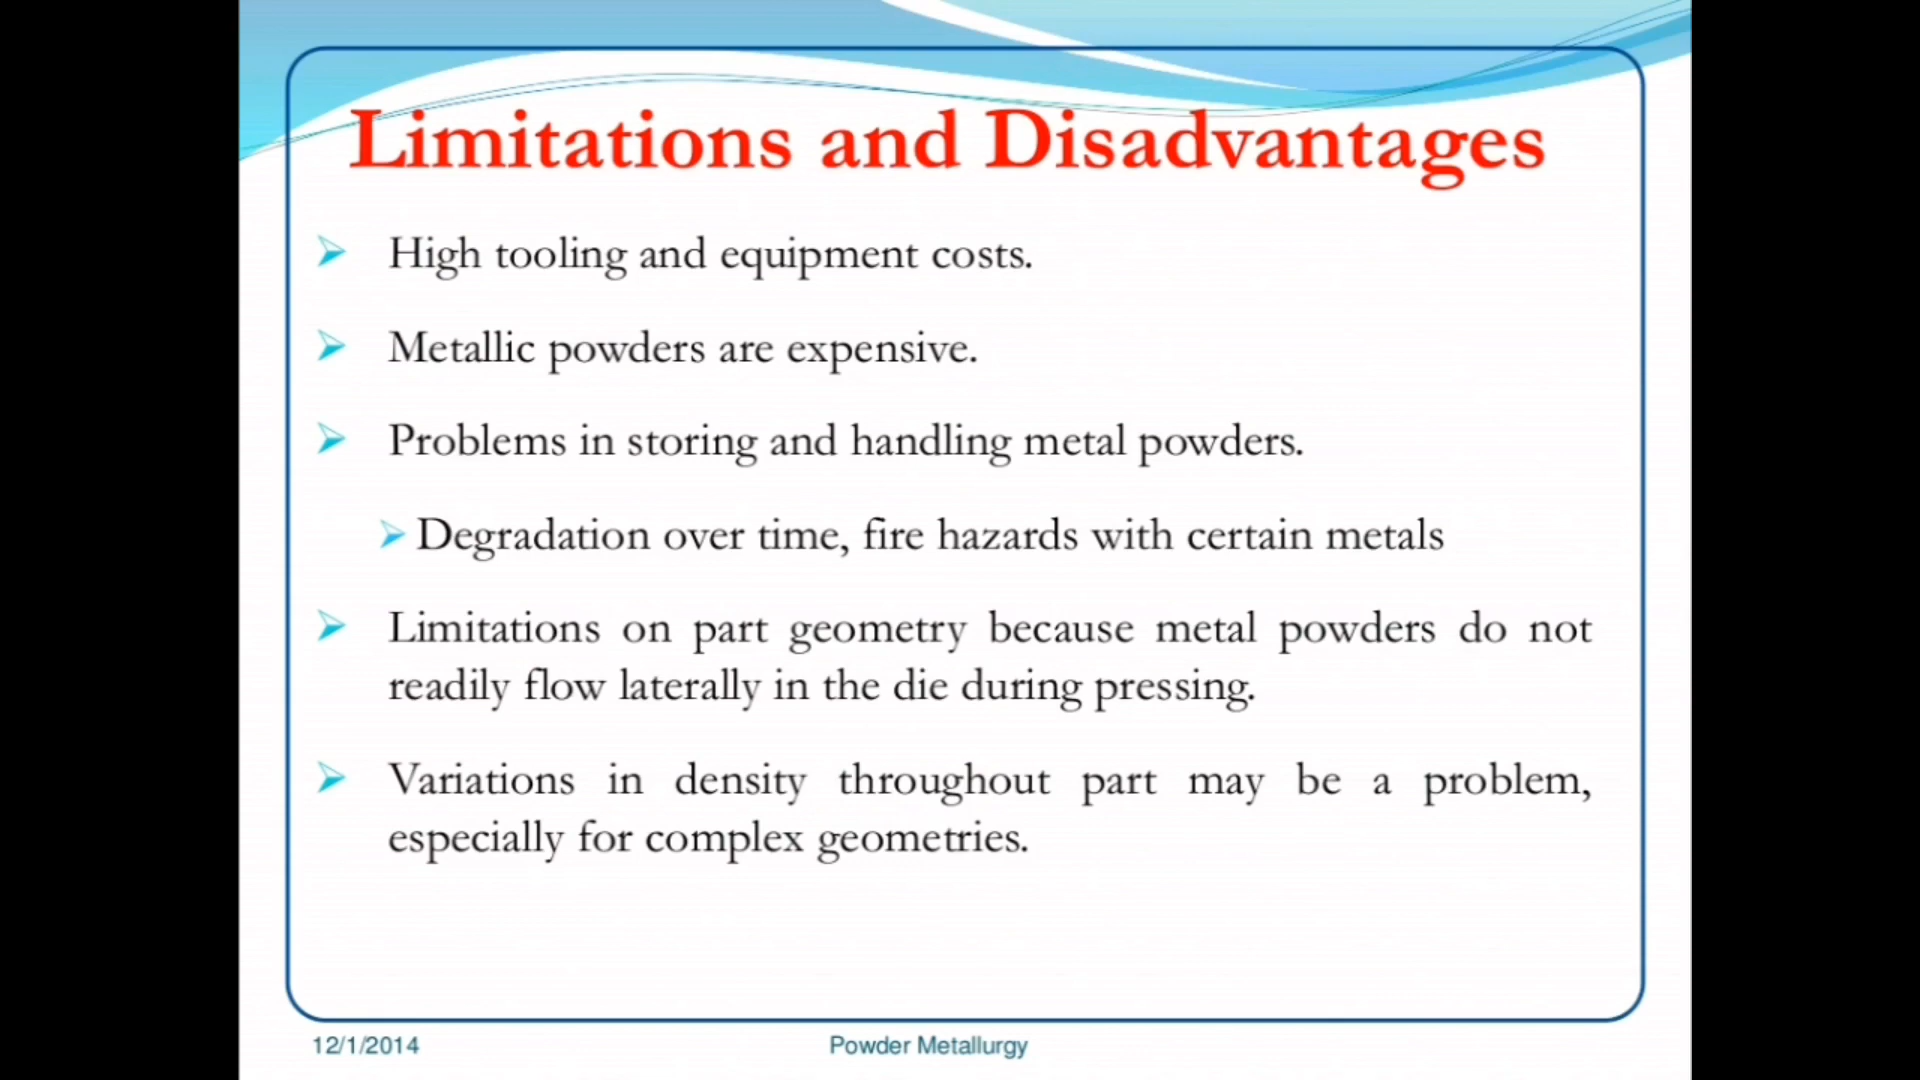 Limitations and Disadvantages
High tooling and equipment costs.
Metallic powders are expensive.
Problems in storing and handling metal powders.
Degradation over time, fire hazards with certain metals
Limitations on part geometry because metal powders do not
readily flow laterally in the die during pressing.
Variations in density throughout part may be a problem,
especially for complex geometries.
12/1/2014
Powder Metallurgy